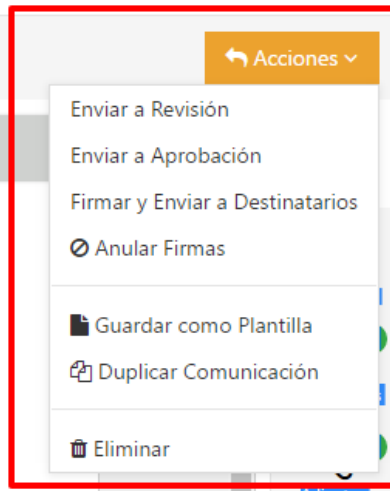 Acciones
Enviar a Revisión
Enviar a Aprobación
Firmar y Enviar a Destinatarios
Anular Firmas
Guardar como Plantilla
Duplicar Comunicación
Eliminar